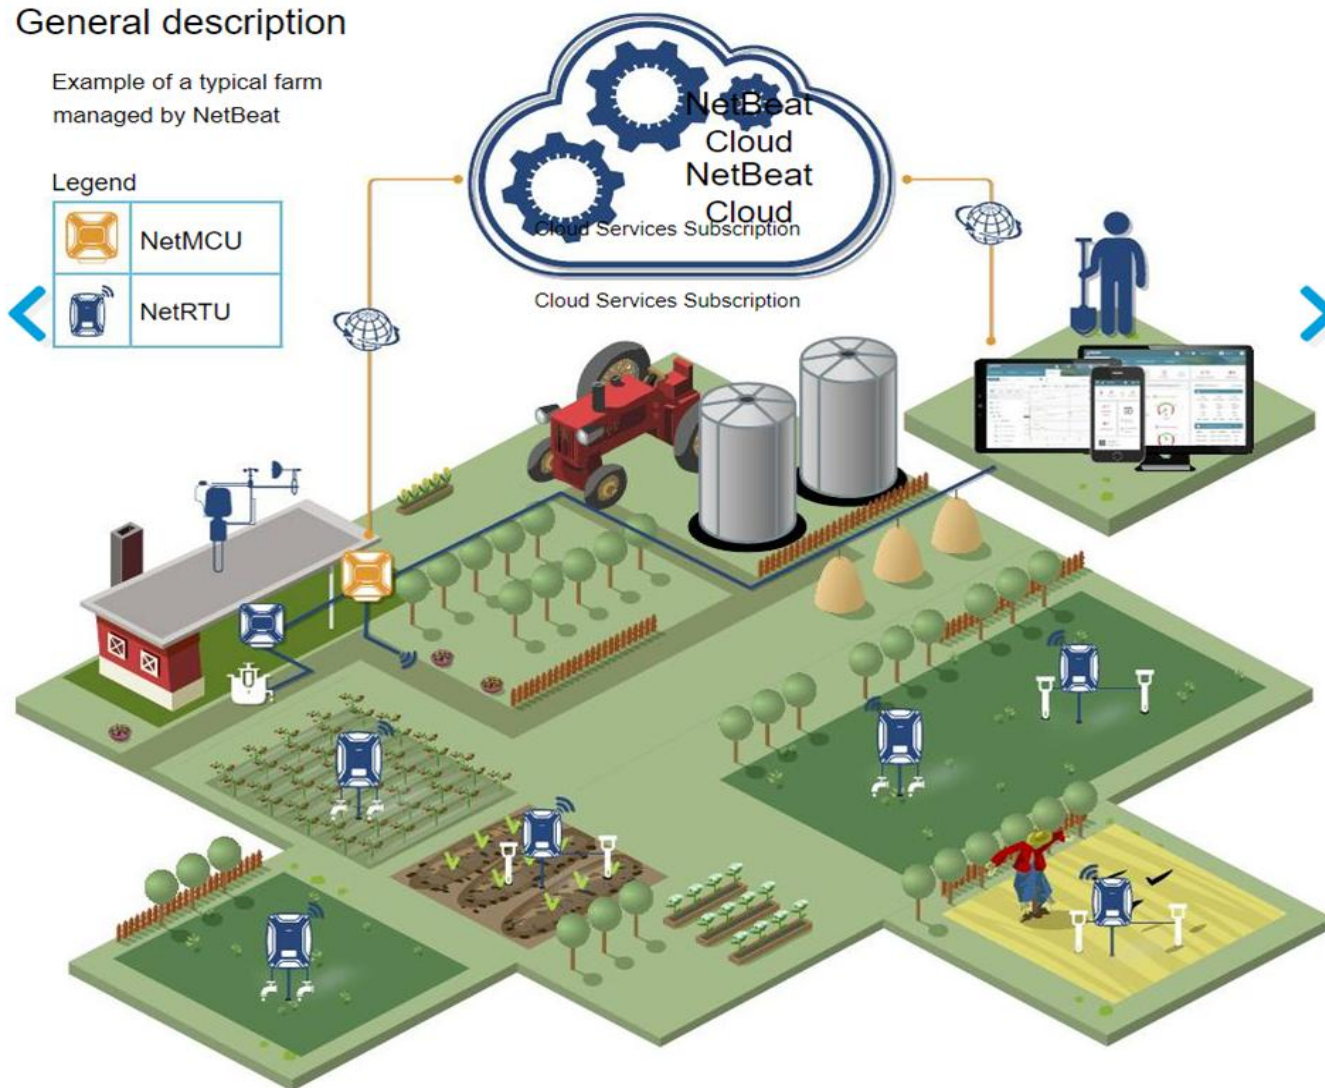 General description
Example of a typical farm
managed by NetBeat
Legend
NetMCU
NetRTU
NetBeat
Cloud
NetBeat
Cloud
Cloud Services Subscription
Cloud Services Subscription